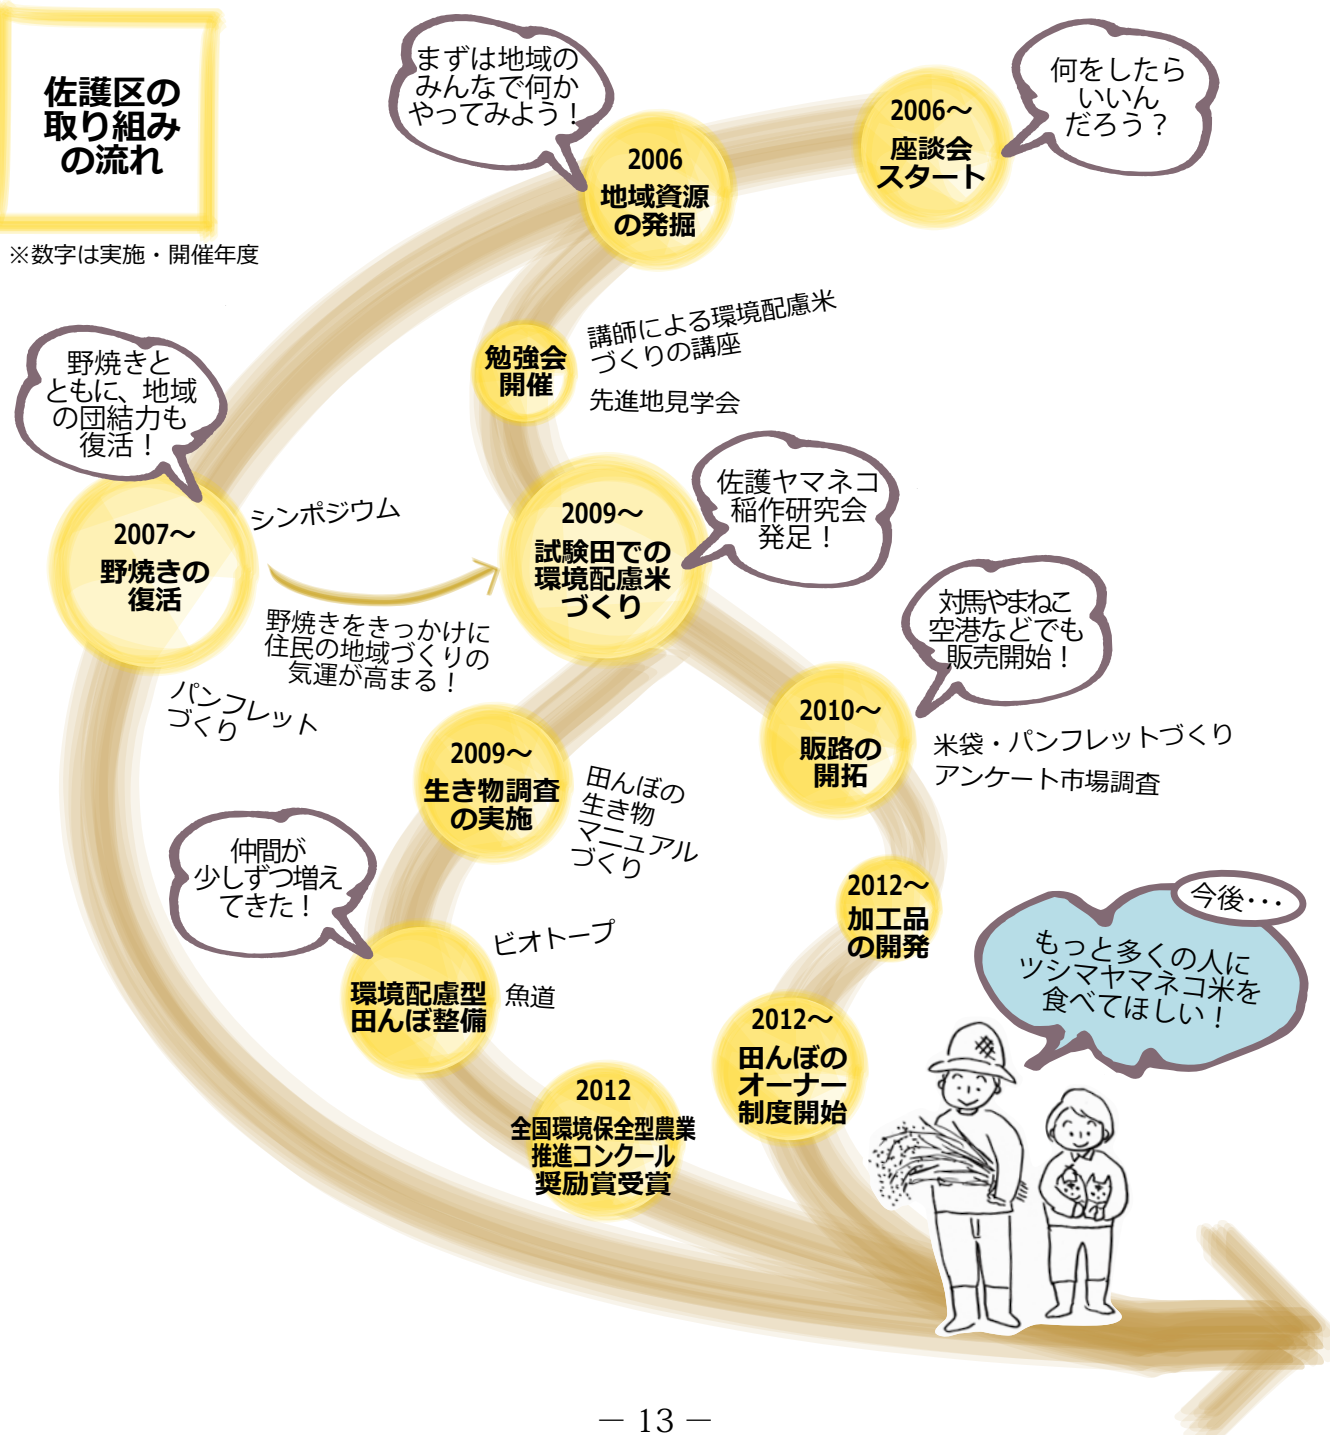 佐護区の
取り組み
の流れ
※数字は実施・開催年度
何をしたら
いいん
だろう？
2006～
座談会
スタート
まずは地域の
みんなで何か
やってみよう！
2006
地域資源
の発掘
勉強会
開催
講師による環境配慮米
づくりの講座
先進地見学会
野焼きと
ともに、地域
の団結力も
復活！
2007～
野焼きの
復活
シンポジウム
パンフレット
づくり
野焼きをきっかけに
住民の地域づくりの
気運が高まる！
佐護ヤマネコ
稲作研究会
発足！
2009～
試験田での
環境配慮米
づくり
2009～
生き物調査
の実施
田んぼの
生き物
マニュアル
づくり
対馬やまねこ
空港などでも
販売開始！
2010～
販路の
開拓
米袋・パンフレットづくり
アンケート市場調査
仲間が
少しずつ増え
てきた！
環境配慮型
田んぼ整備
ビオトープ
魚道
2012～
加工品
の開発
2012～
田んぼの
オーナー
制度開始
2012
全国環境保全型農業
推進コンクール
奨励賞受賞
今後･･･
もっと多くの人に
ツシマヤマネコ米を
食べてほしい！
－ 13 －